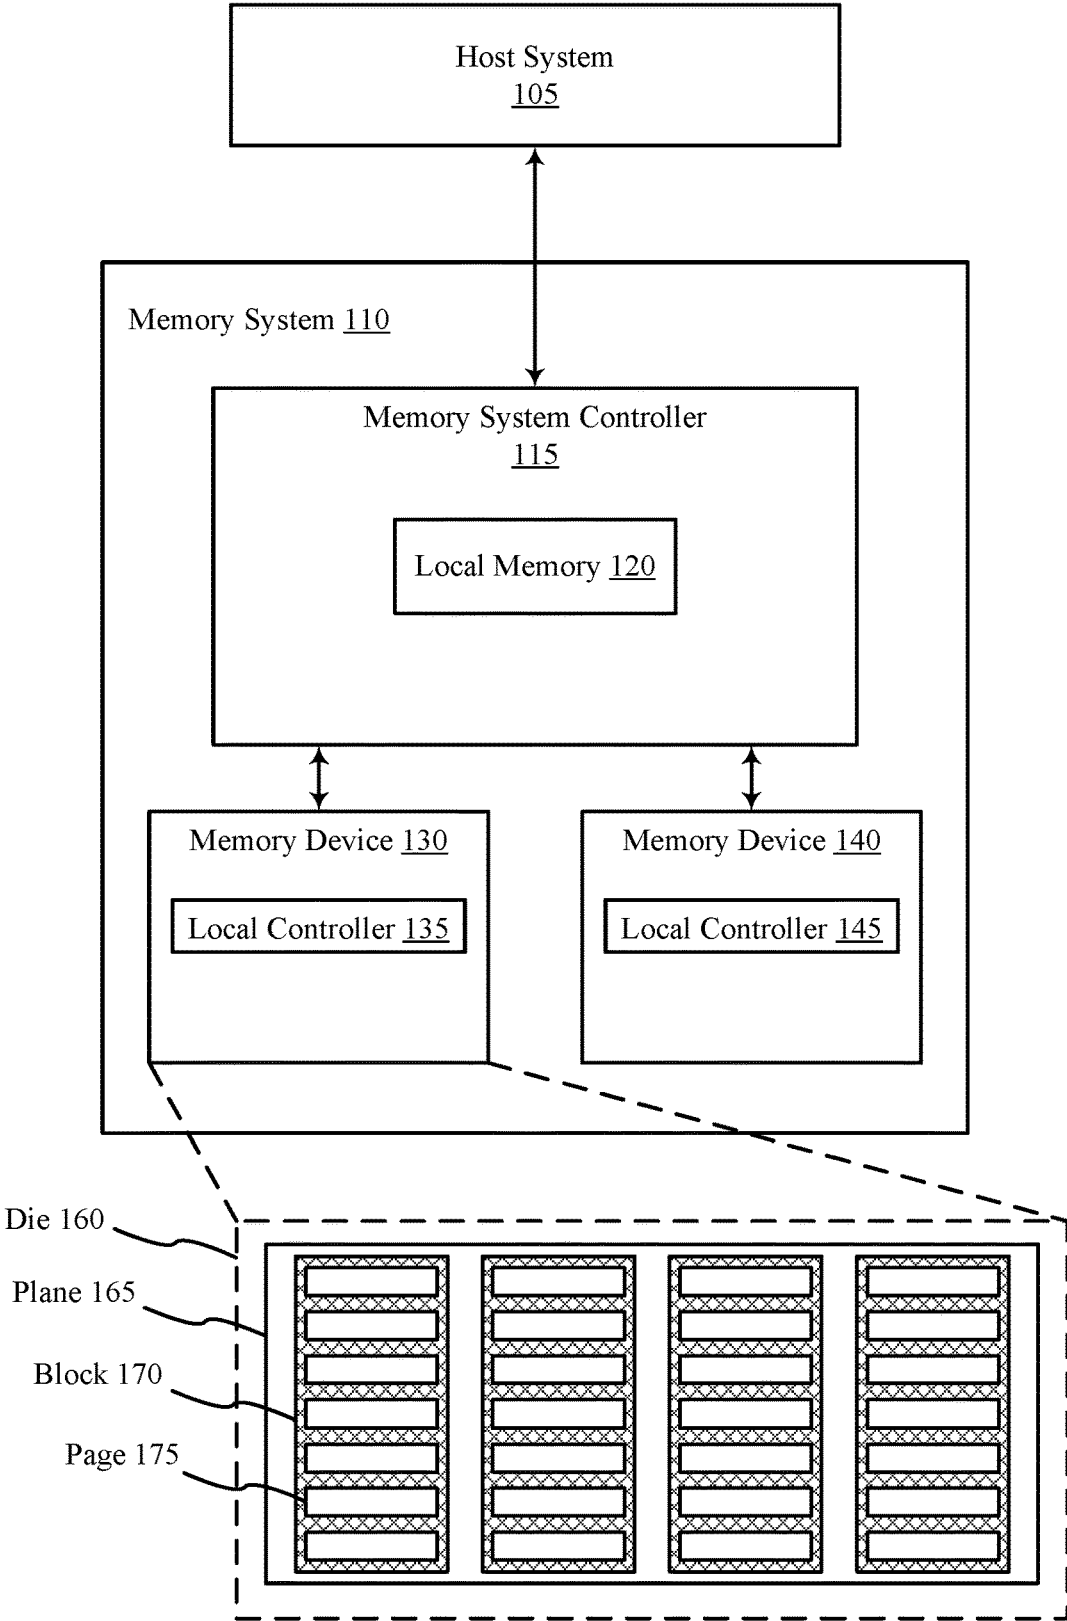 Host System
105
Memory System 110
Memory System Controller
115
Local Memory 120
Memory Device 130
Local Controller 135
Memory Device 140
Local Controller 145
Die 160
Plane 165
Block 170
Page 175